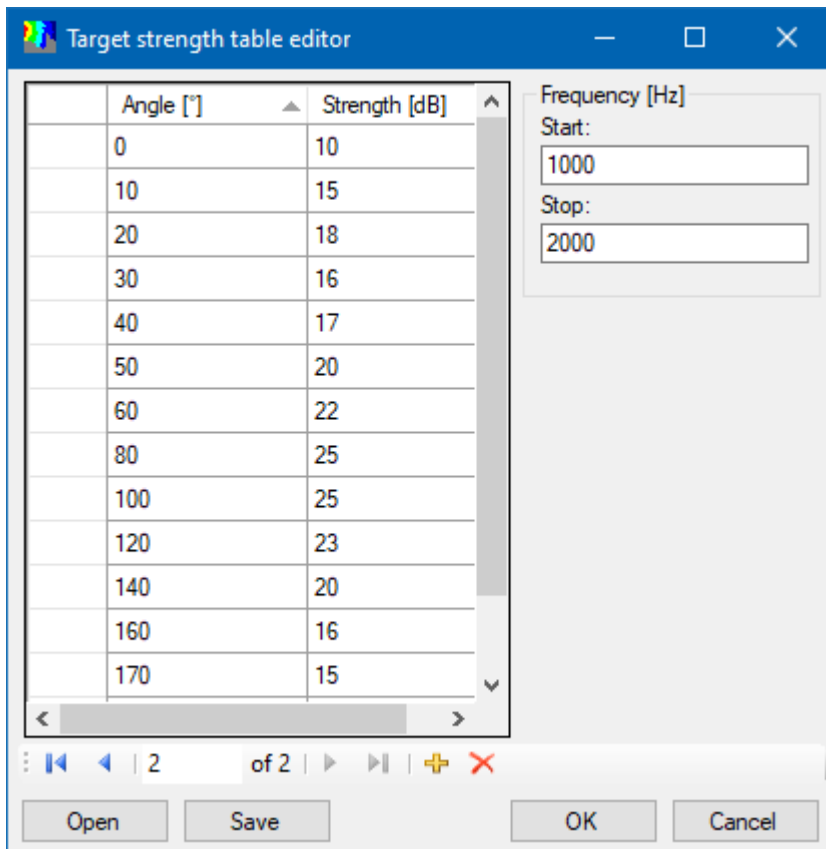 Target strength table editor
Angle [°] Strength [dB]
0 10
10 15
20 18
30 16
40 17
50 20
60 22
80 25
100 25
120 23
140 20
160 16
170 15
Frequency [Hz]
Start:
1000
Stop:
2000
2 of 2
Open Save OK Cancel